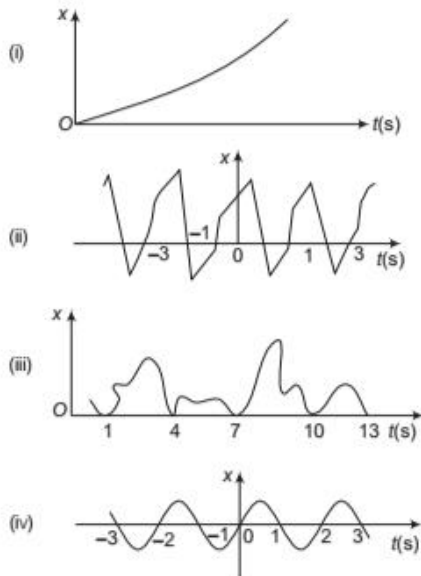 x
(i)
O
t(s)
x
(ii)
–3 –1 0 1 3
t(s)
x
(iii)
O
1 4 7 10 13 t(s)
x
(iv)
–3 –2 –1 0 1 2 3 t(s)